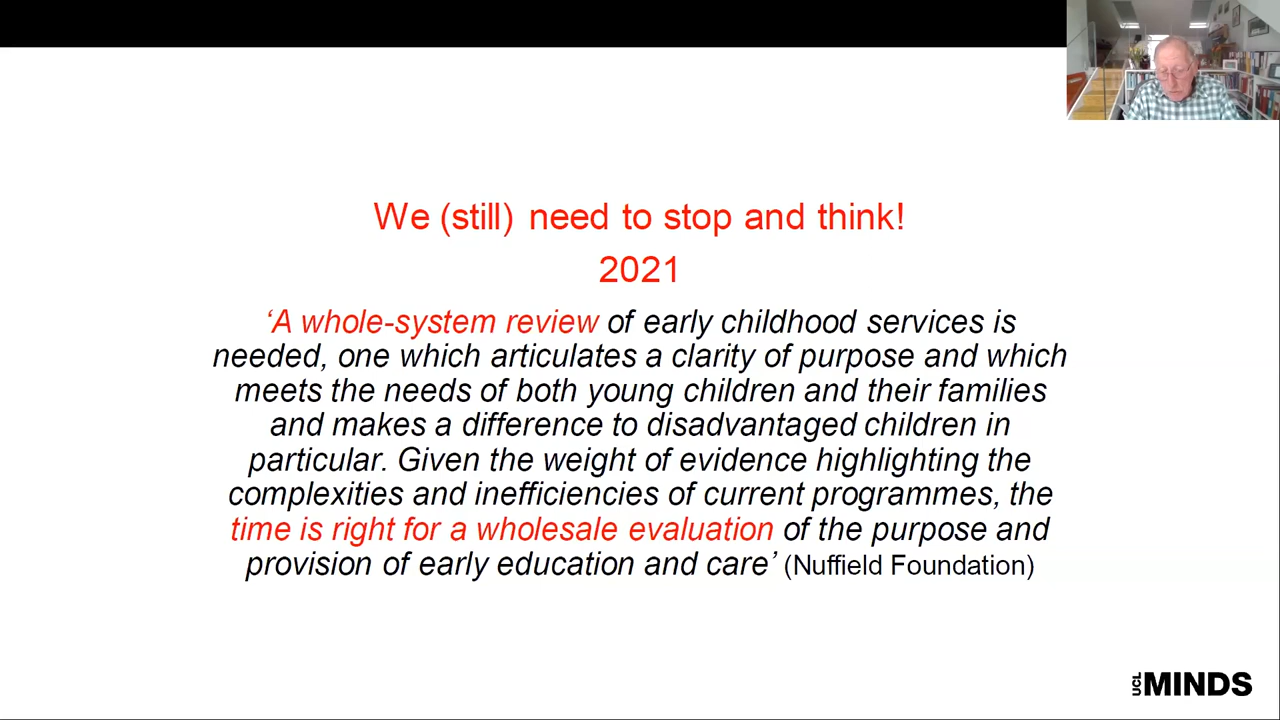 We (still) need to stop and think!
2021
‘A whole-system review of early childhood services is
needed, one which articulates a clarity of purpose and which
meets the needs of both young children and their families
and makes a difference to disadvantaged children in
particular. Given the weight of evidence highlighting the
complexities and inefficiencies of current programmes, the
time is right for a wholesale evaluation of the purpose and
provision of early education and care’ (Nuffield Foundation)
UCL MINDS